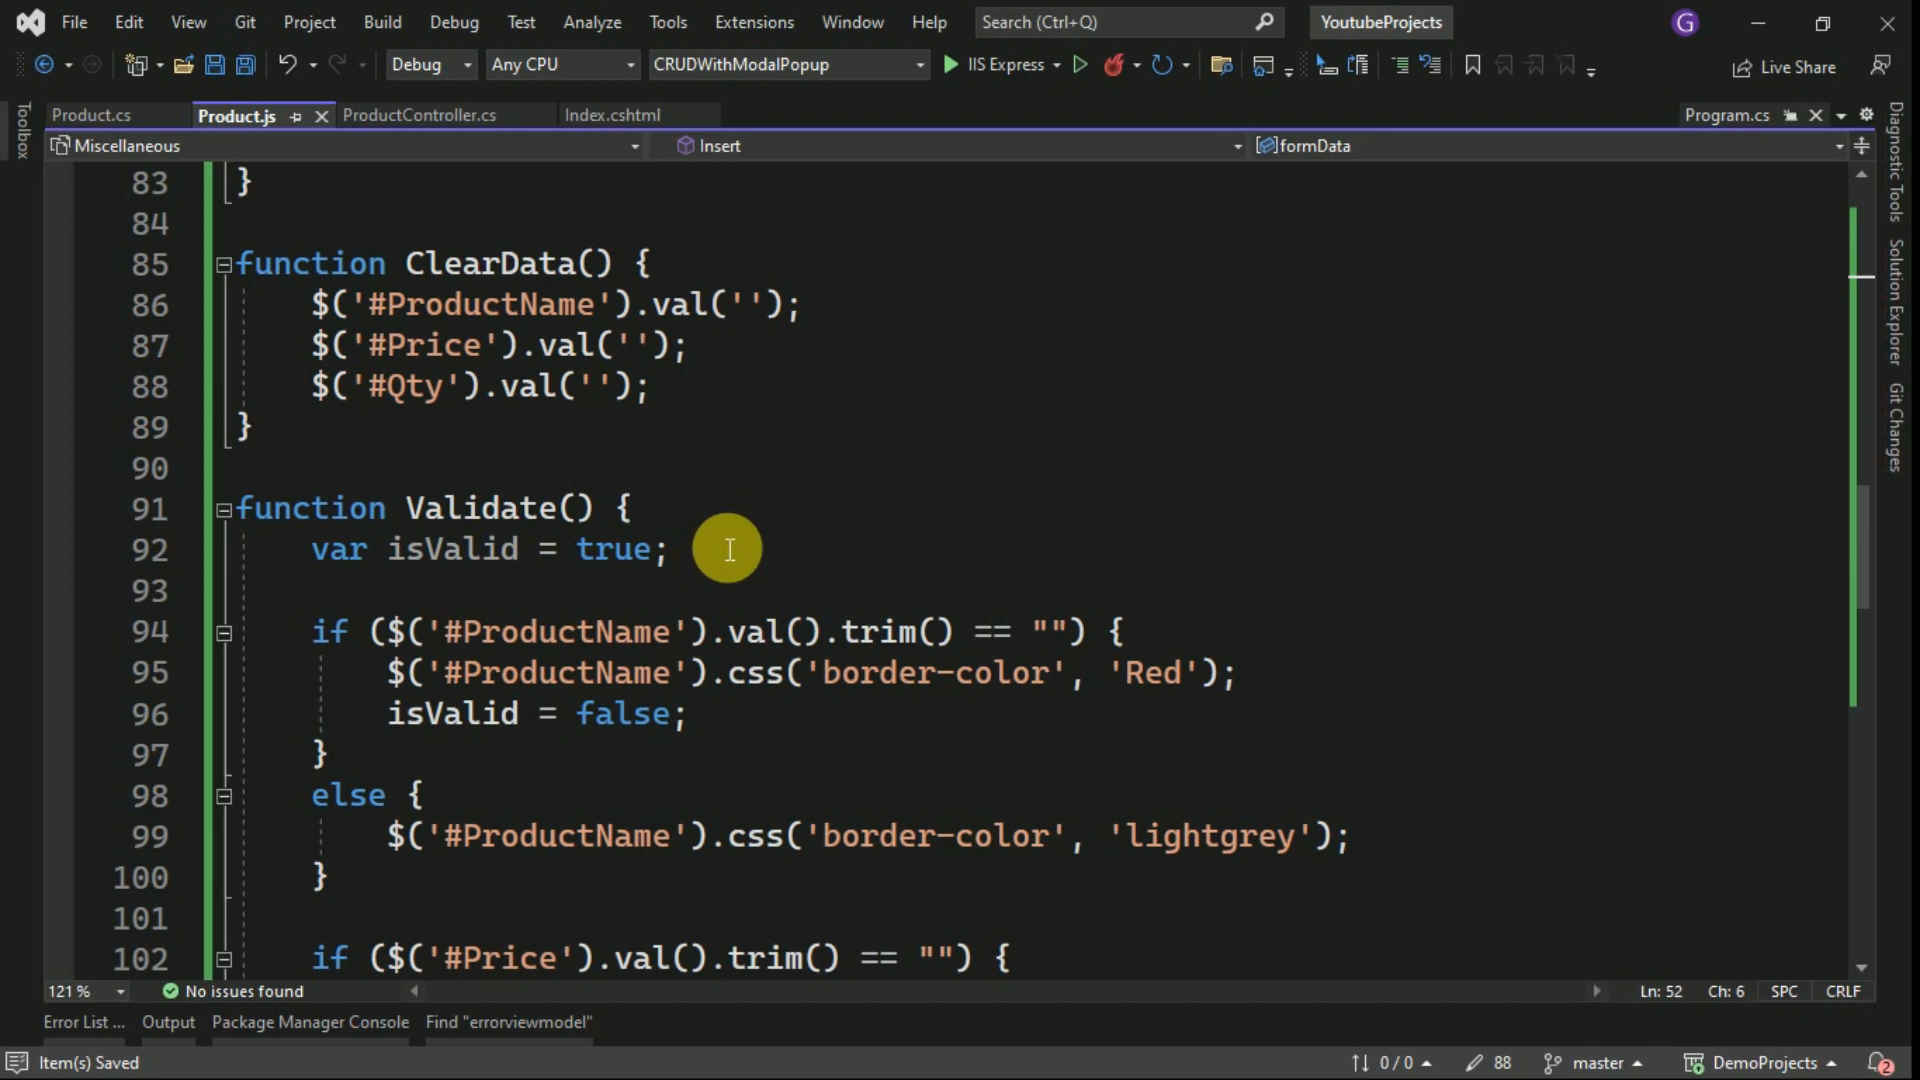 File Edit View Git Project Build Debug Test Analyze Tools Extensions Window Help Search (Ctrl+Q) YoutubeProjects G
Debug Any CPU CRUDWithModalPopup IIS Express Live Share
Product.cs Product.js ProductController.cs Index.cshtml Program.cs
Toolbox
Miscellaneous Insert formData
83 }
84
85 function ClearData() {
86 $('#ProductName').val('');
87 $('#Price').val('');
88 $('#Qty').val('');
89 }
90
91 function Validate() {
92 var isValid = true;
93
94 if ($('#ProductName').val().trim() == "") {
95 $('#ProductName').css('border-color', 'Red');
96 isValid = false;
97 }
98 else {
99 $('#ProductName').css('border-color', 'lightgrey');
100 }
101
102 if ($('#Price').val().trim() == "") {
Diagnostic Tools
Solution Explorer
Git Changes
121 % No issues found Ln: 52 Ch: 6 SPC CRLF
Error List ... Output Package Manager Console Find "errorviewmodel"
Item(s) Saved 0 / 0 88 master DemoProjects 2